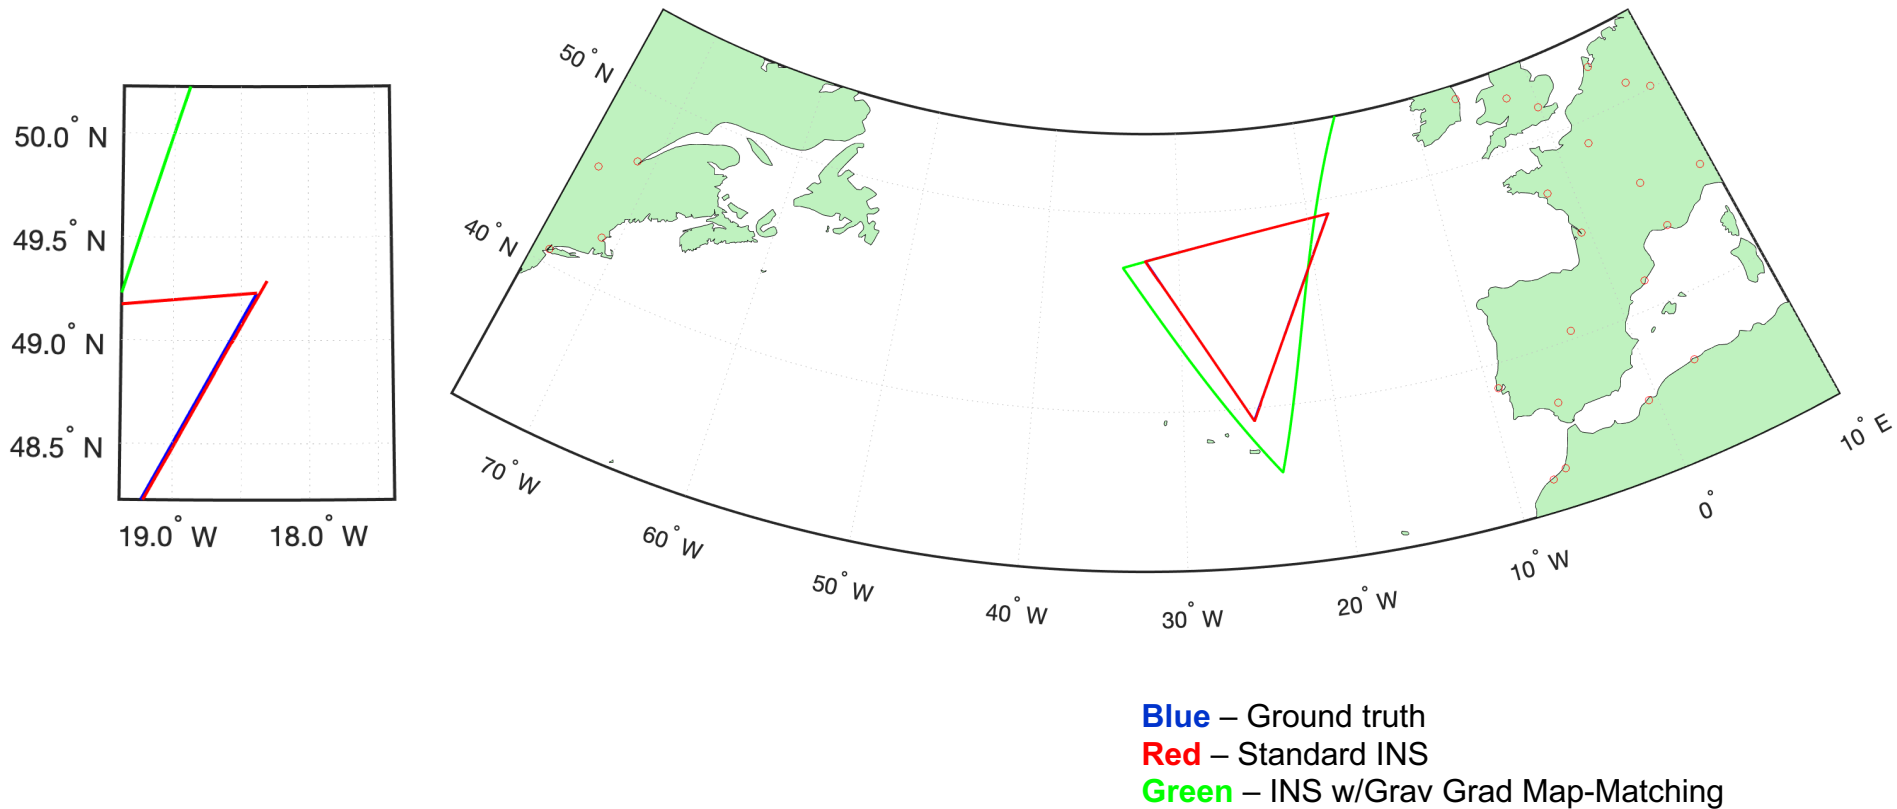 50.0° N
49.5° N
49.0° N
48.5° N
19.0° W 18.0° W
50° N
40° N
70° W
60° W
50° W
40° W
30° W
20° W
10° W
0°
10° E
Blue – Ground truth
Red – Standard INS
Green – INS w/Grav Grad Map-Matching